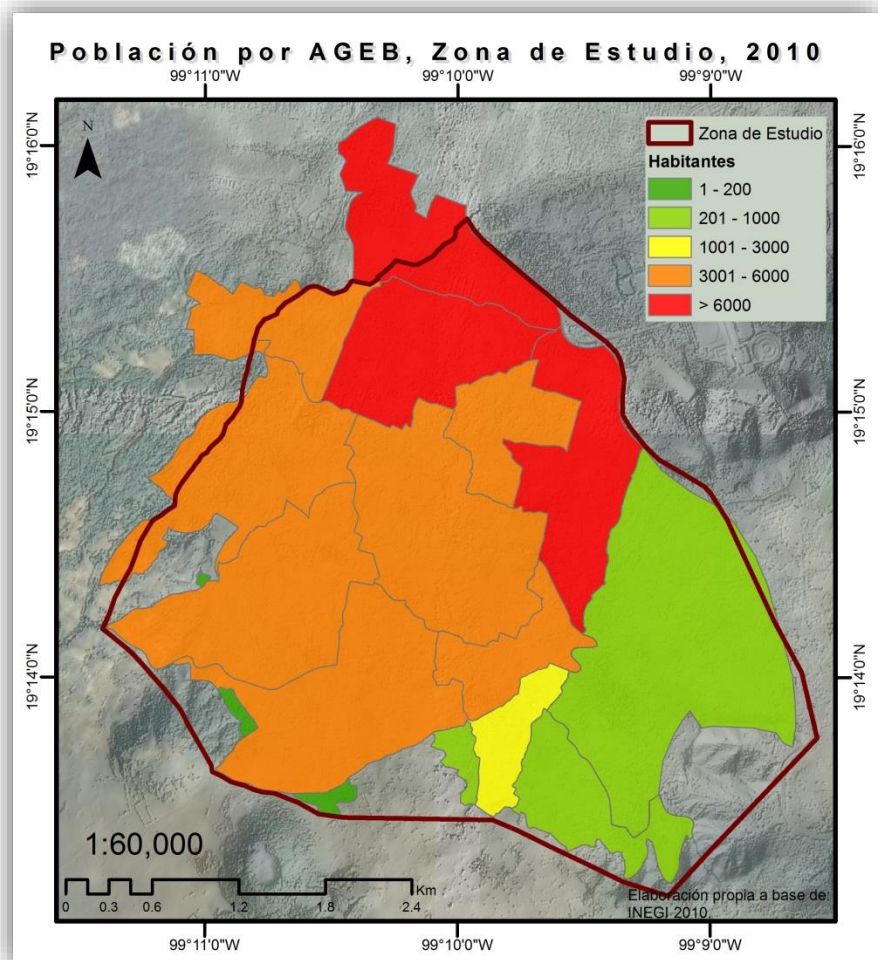 Población por AGEB, Zona de Estudio, 2010
99°11'0"W 99°10'0"W 99°9'0"W
19°16'0"N 19°16'0"N
N
Zona de Estudio
Habitantes
1 - 200
201 - 1000
1001 - 3000
3001 - 6000
> 6000
19°15'0"N 19°15'0"N
19°14'0"N 19°14'0"N
1:60,000
Km
0 0.3 0.6 1.2 1.8 2.4
Elaboración propia a base de:
INEGI 2010.
99°11'0"W 99°10'0"W 99°9'0"W